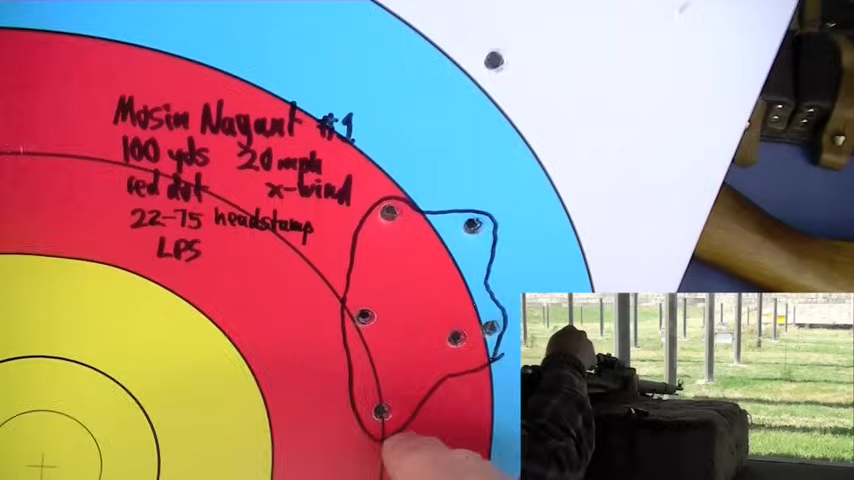 Mosin Nagant #1
100 yds 20 mph
red dot x-wind
22-75 headstamp
LPS